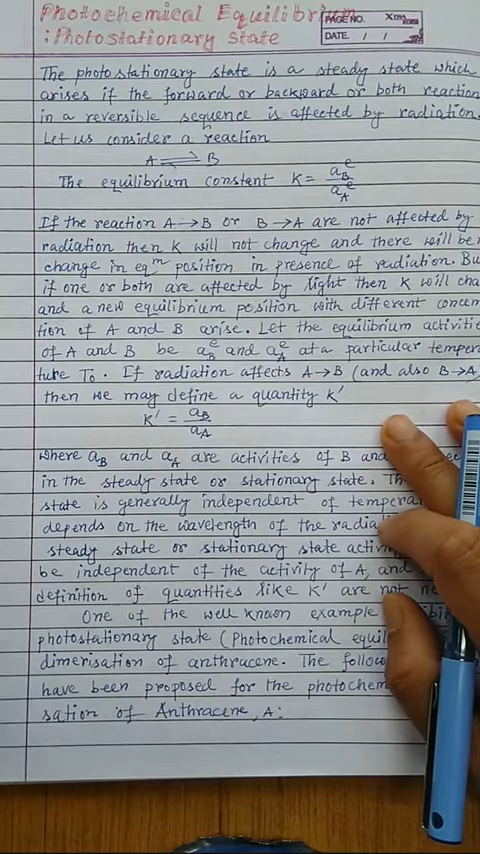 Photochemical Equilibrium
: Photostationary State
PAGE NO.
DATE. / /
The photostationary state is a steady state which
arises if the forward or backward or both reaction
in a reversible sequence is affected by radiation.
Let us consider a reaction
A ⇌ B
The equilibrium constant K = a_B^e / a_A^e
If the reaction A → B or B → A are not affected by
radiation then K will not change and there will be
change in eqᵐ position in presence of radiation. Bu
if one or both are affected by light then K will cha
and a new equilibrium position with different concen
tion of A and B arise. Let the equilibrium activitie
of A and B be a_B^e and a_A^e at a particular tempera
ture T₀. If radiation affects A → B (and also B → A)
then we may define a quantity K'
K' = a_B / a_A
where a_B and a_A are activities of B and
in the steady state or stationary state. Th
state is generally independent of tempera
depends on the wavelength of the radia
steady state or stationary state activi
be independent of the activity of A, and
definition of quantities like K' are not ne
One of the well known example
photostationary state (Photochemical equil
dimerisation of anthracene. The follow
have been proposed for the photochem
sation of Anthracene, A: